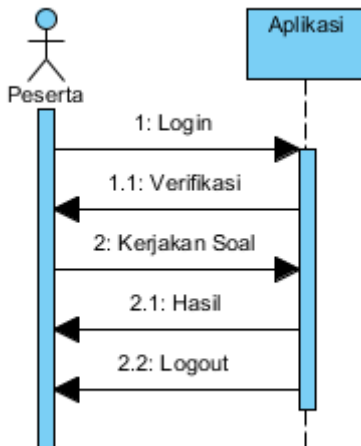 Aplikasi
Peserta
1: Login
1.1: Verifikasi
2: Kerjakan Soal
2.1: Hasil
2.2: Logout